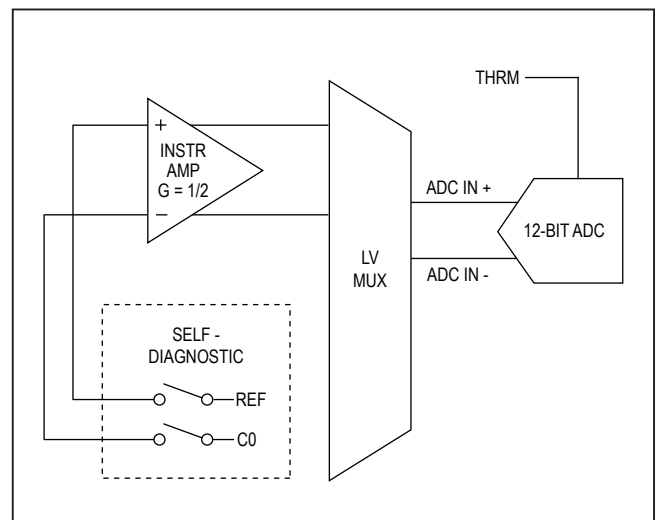 THRM
+
INSTR
AMP
G = 1/2
−
ADC IN +
12-BIT ADC
LV
MUX
ADC IN -
SELF -
DIAGNOSTIC
REF
C0